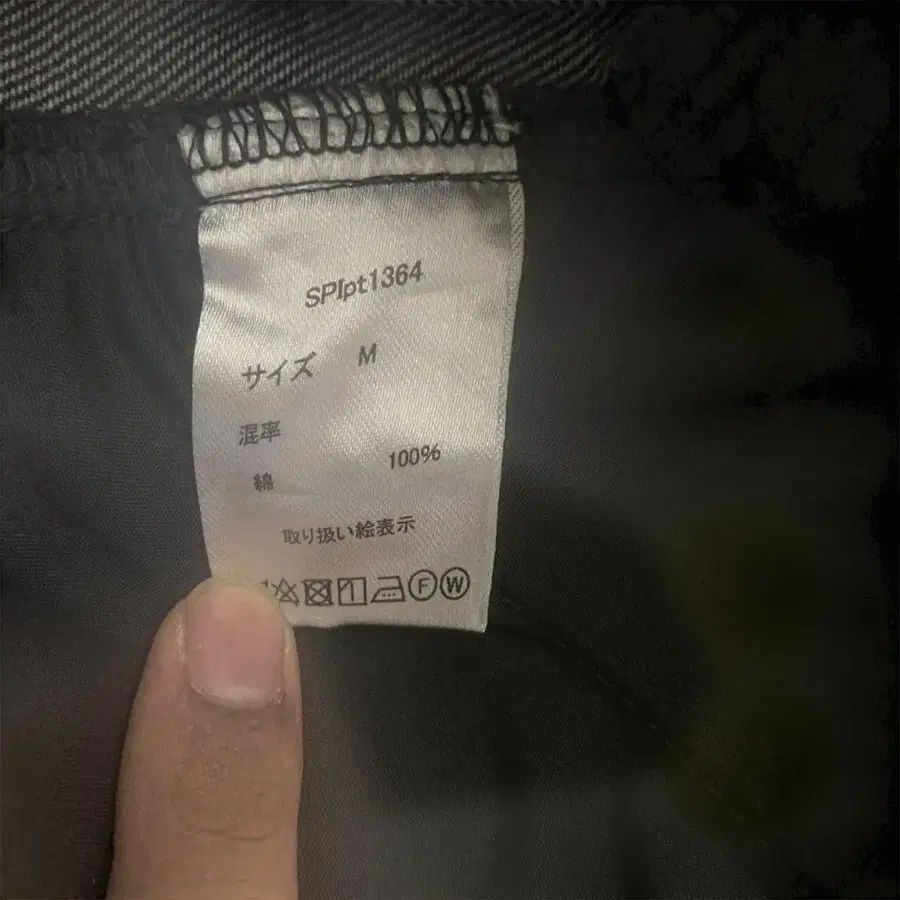 SPIpt1364
サイズ M
混率
綿 100%
取り扱い絵表示
F W